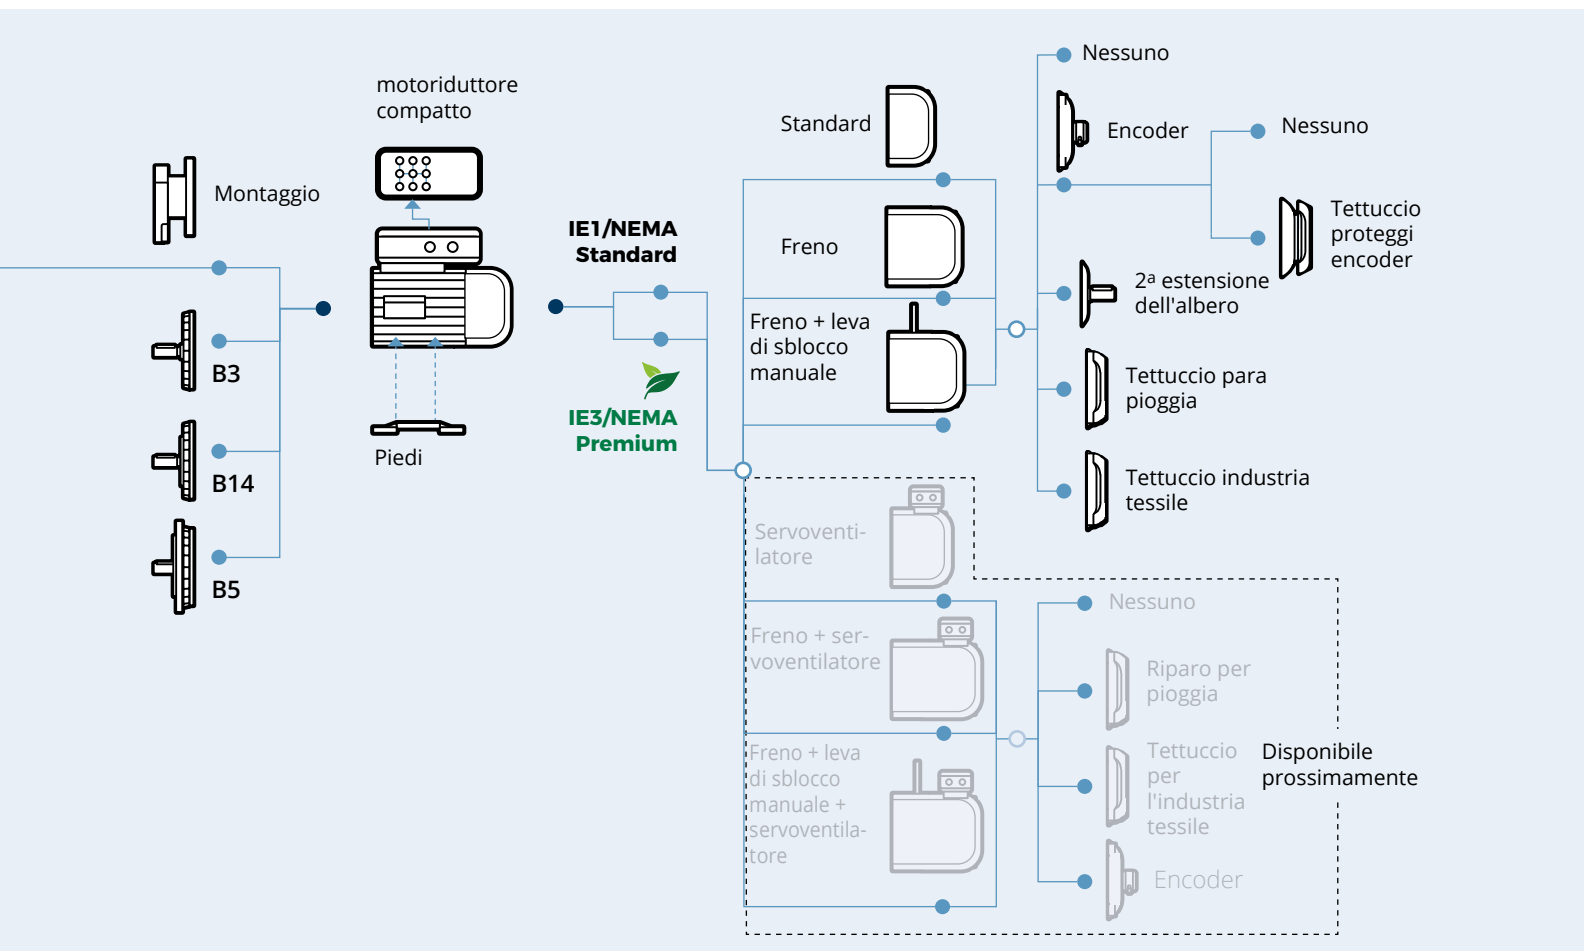 motoriduttore
compatto
Montaggio
B3
B14
B5
Piedi
IE1/NEMA
Standard
IE3/NEMA
Premium
Standard
Freno
Freno + leva
di sblocco
manuale
Nessuno
Encoder
Nessuno
Tettuccio
proteggi
encoder
2ª estensione
dell'albero
Tettuccio para
pioggia
Tettuccio industria
tessile
Servoventi-
latore
Freno + ser-
voventilatore
Freno + leva
di sblocco
manuale +
servoventila-
tore
Nessuno
Riparo per
pioggia
Tettuccio
per
l'industria
tessile
Encoder
Disponibile
prossimamente